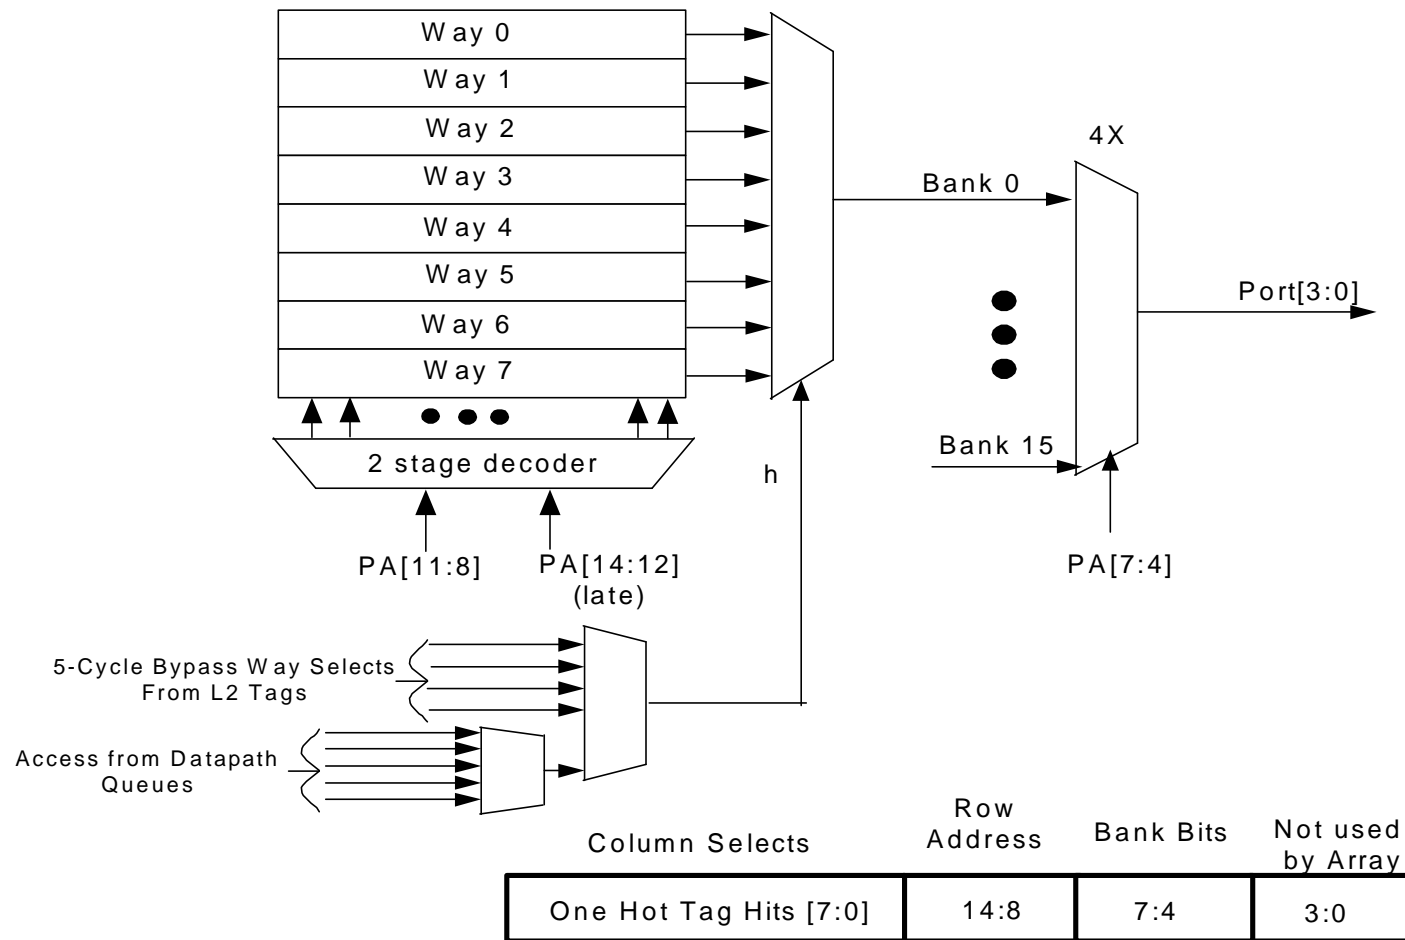 Way 0
Way 1
Way 2
Way 3
Way 4
Way 5
Way 6
Way 7
2 stage decoder
PA[11:8]
PA[14:12]
(late)
h
Bank 0
Bank 15
4X
Port[3:0]
PA[7:4]
5-Cycle Bypass Way Selects
From L2 Tags
Access from Datapath
Queues
Column Selects
Row
Address
Bank Bits
Not used
by Array
One Hot Tag Hits [7:0]
14:8
7:4
3:0